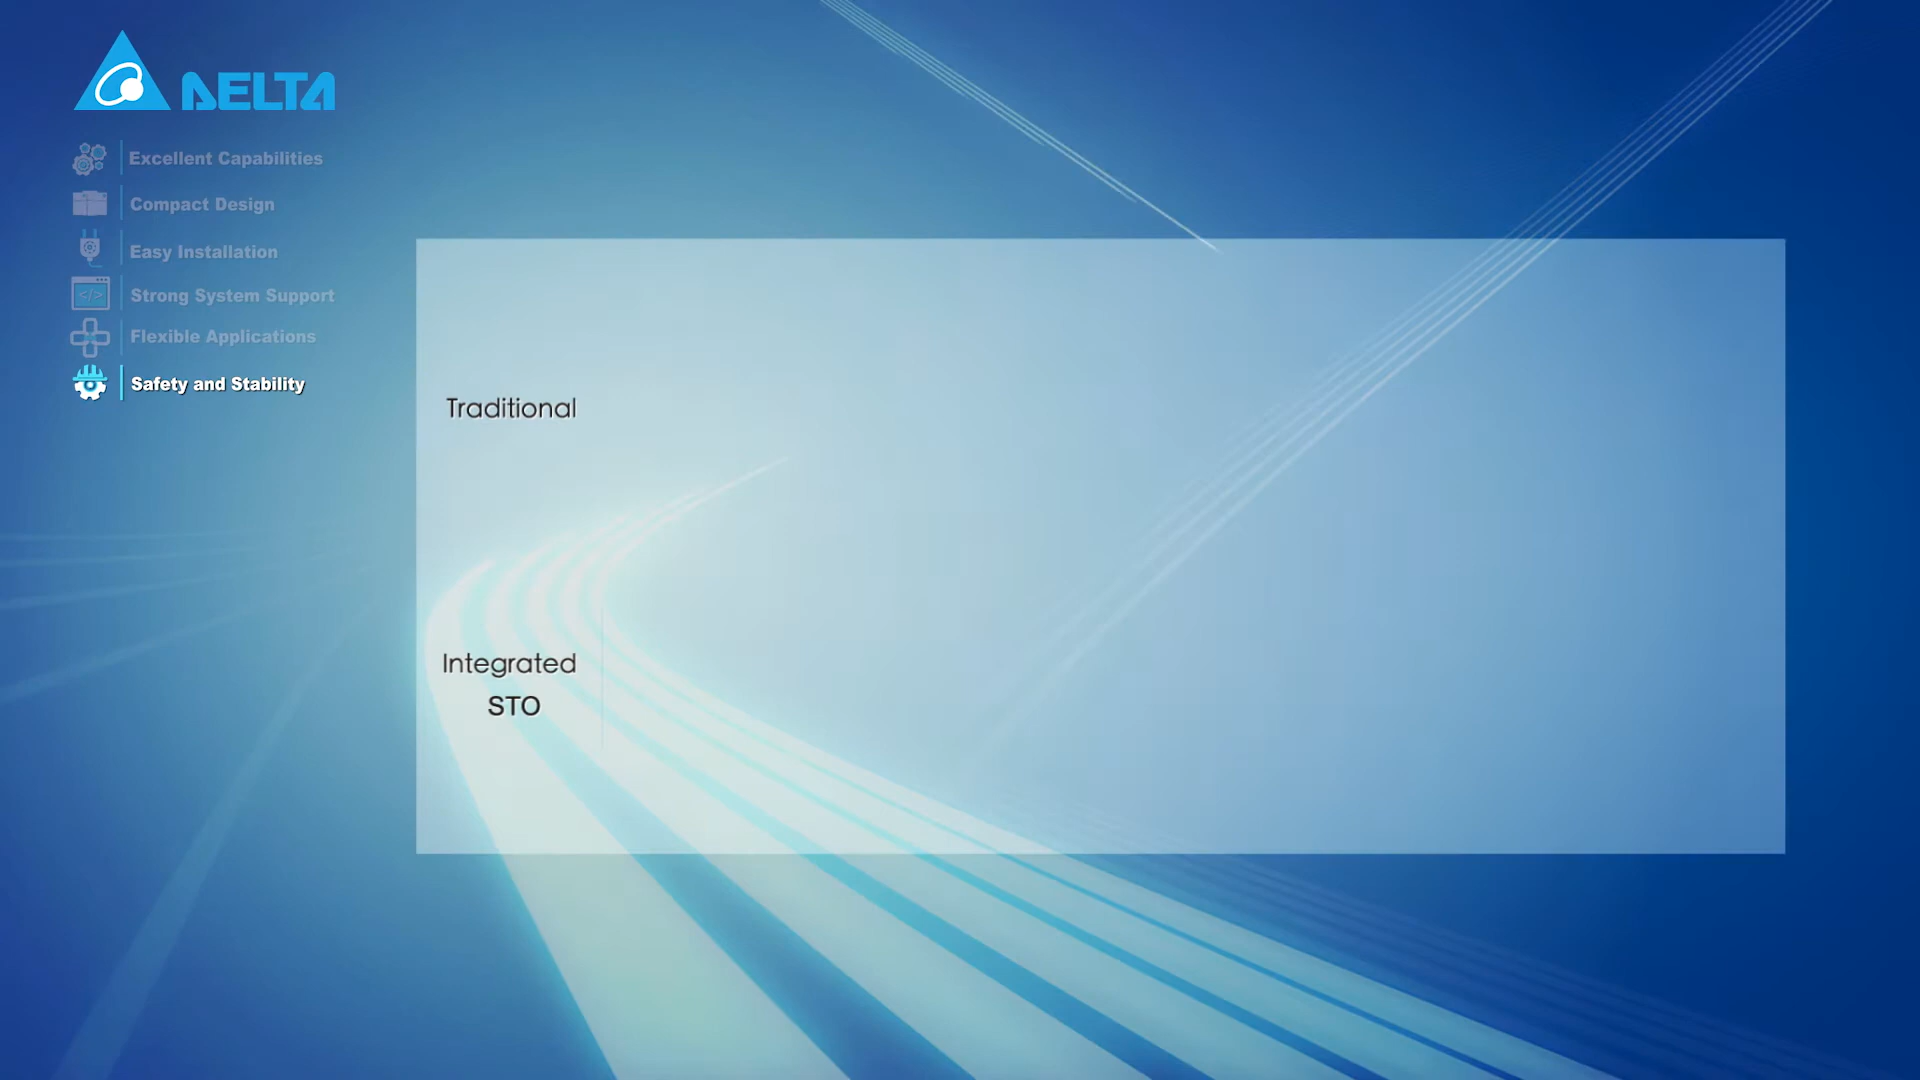 DELTA
Excellent Capabilities
Compact Design
Easy Installation
</>
Strong System Support
Flexible Applications
Safety and Stability
Traditional
Integrated
STO